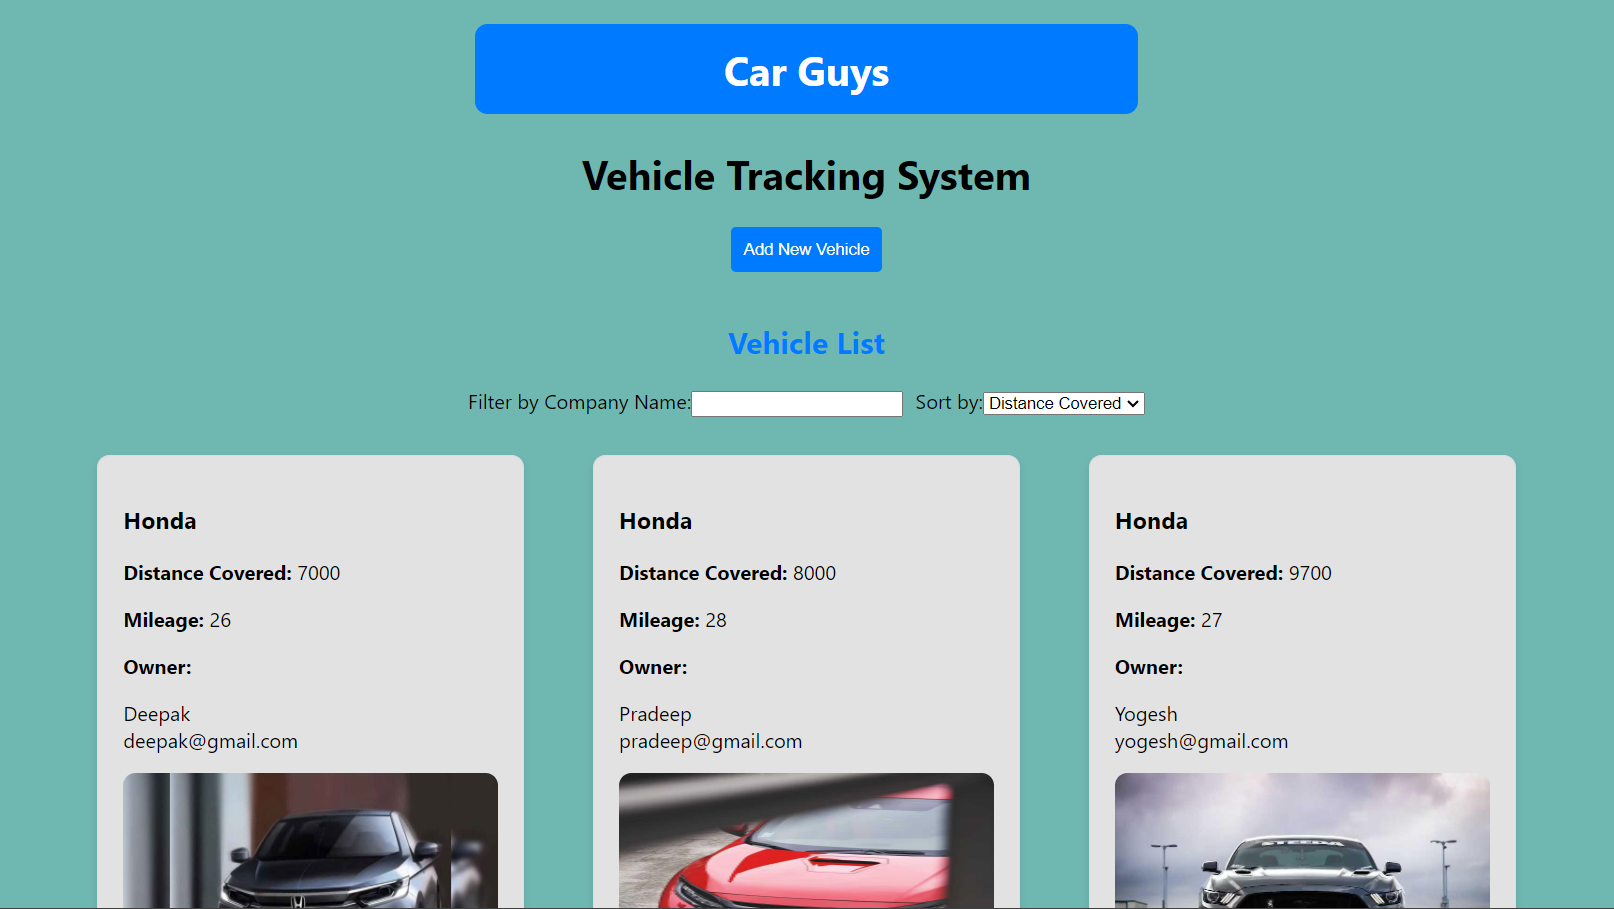 Car Guys
Vehicle Tracking System
Add New Vehicle
Vehicle List
Filter by Company Name: Sort by: Distance Covered
Honda
Distance Covered: 7000
Mileage: 26
Owner:
Deepak
deepak@gmail.com
Honda
Distance Covered: 8000
Mileage: 28
Owner:
Pradeep
pradeep@gmail.com
Honda
Distance Covered: 9700
Mileage: 27
Owner:
Yogesh
yogesh@gmail.com
STEEDA